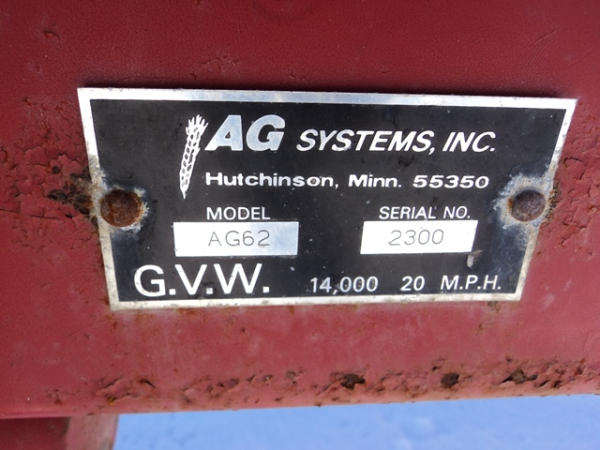 AG SYSTEMS, INC.
Hutchinson, Minn. 55350
MODEL SERIAL NO.
AG62 2300
G.V.W. 14,000 20 M.P.H.